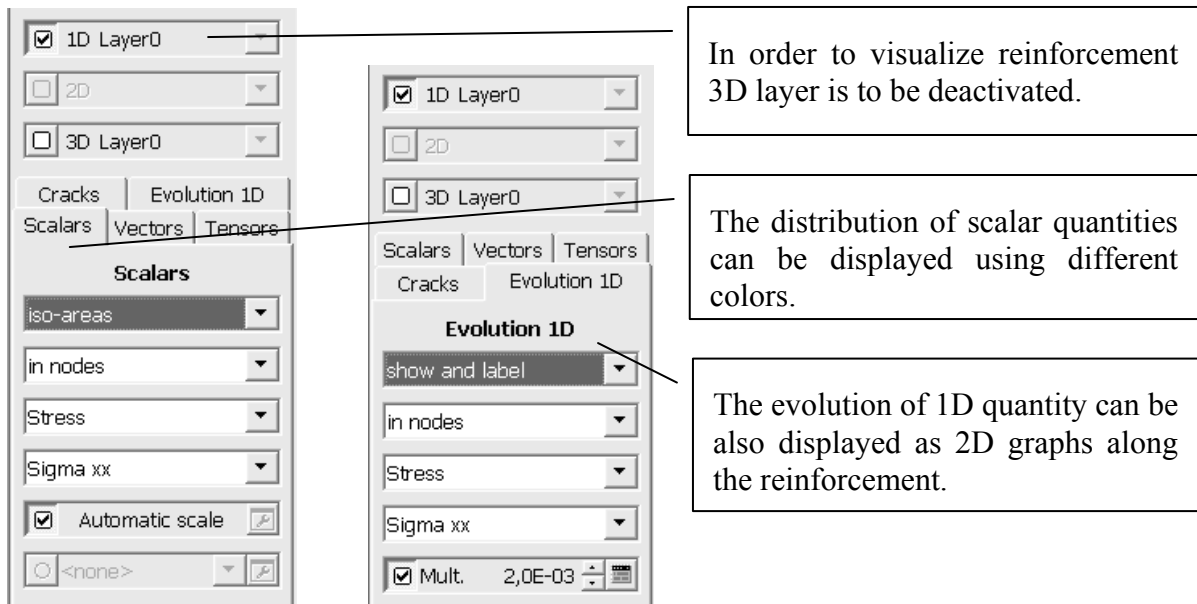 1D Layer0
2D
3D Layer0
Cracks Evolution 1D
Scalars Vectors Tensors
Scalars
iso-areas
in nodes
Stress
Sigma xx
Automatic scale
<none>
1D Layer0
2D
3D Layer0
Scalars Vectors Tensors
Cracks Evolution 1D
Evolution 1D
show and label
in nodes
Stress
Sigma xx
Mult. 2,0E-03
In order to visualize reinforcement
3D layer is to be deactivated.
The distribution of scalar quantities
can be displayed using different
colors.
The evolution of 1D quantity can be
also displayed as 2D graphs along
the reinforcement.